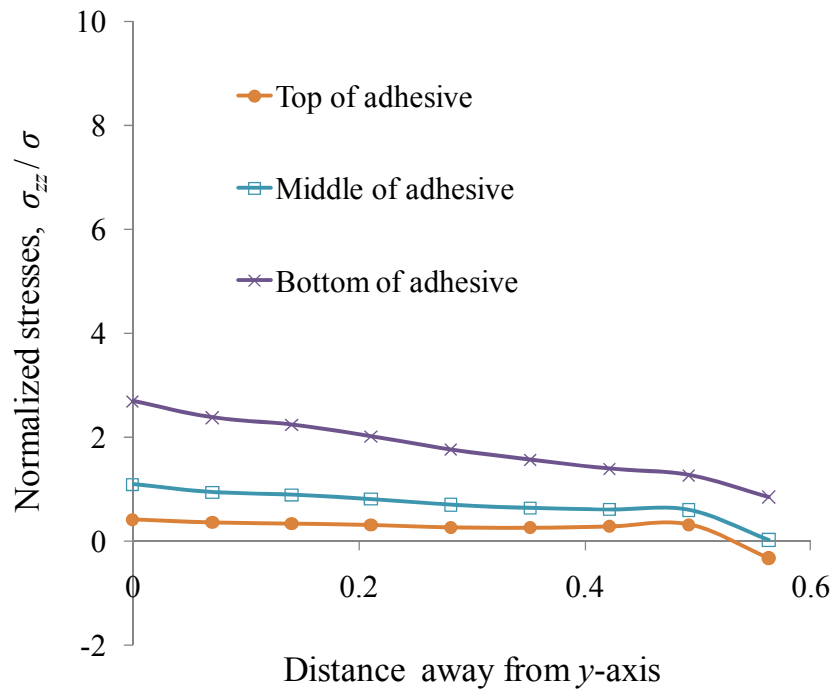 10
8
6
4
2
0
-2
Normalized stresses, σzz / σ
Top of adhesive
Middle of adhesive
Bottom of adhesive
0
0.2
0.4
0.6
Distance away from y-axis